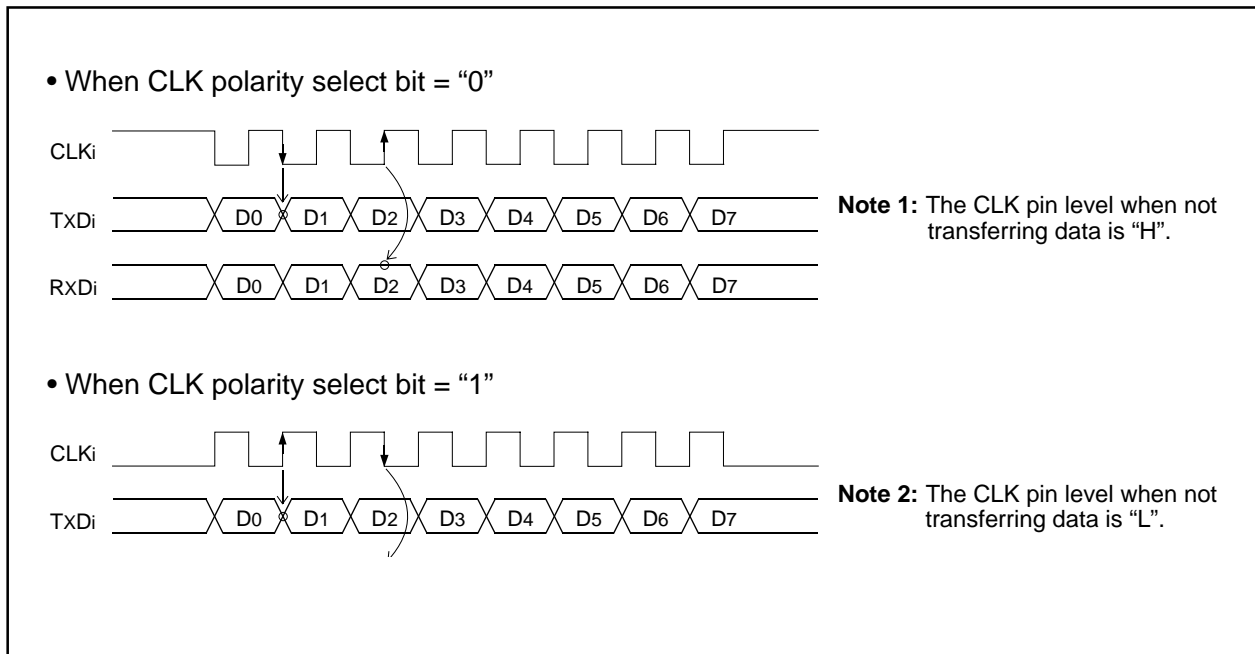 • When CLK polarity select bit = “0”
CLKi
TXDi
D0 D1 D2 D3 D4 D5 D6 D7
RXDi
D0 D1 D2 D3 D4 D5 D6 D7
Note 1: The CLK pin level when not
transferring data is “H”.
• When CLK polarity select bit = “1”
CLKi
TXDi
D0 D1 D2 D3 D4 D5 D6 D7
Note 2: The CLK pin level when not
transferring data is “L”.